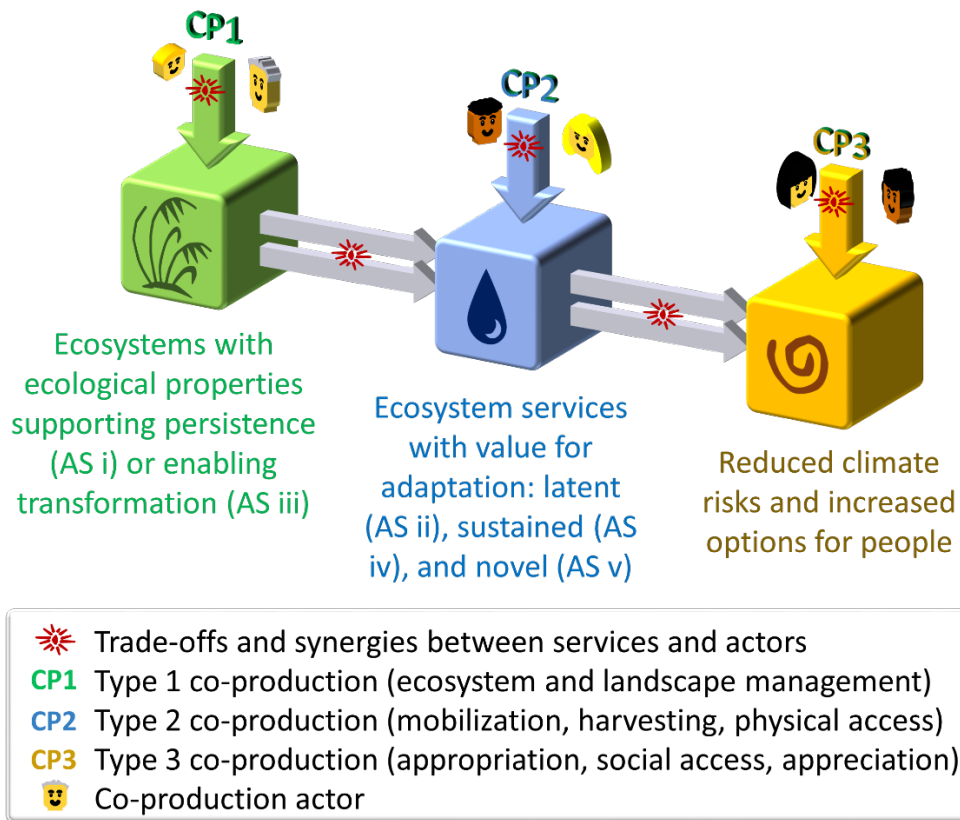 CP1
CP2
CP3
Ecosystems with
ecological properties
supporting persistence
(AS i) or enabling
transformation (AS iii)
Ecosystem services
with value for
adaptation: latent
(AS ii), sustained (AS
iv), and novel (AS v)
Reduced climate
risks and increased
options for people
Trade-offs and synergies between services and actors
CP1 Type 1 co-production (ecosystem and landscape management)
CP2 Type 2 co-production (mobilization, harvesting, physical access)
CP3 Type 3 co-production (appropriation, social access, appreciation)
Co-production actor